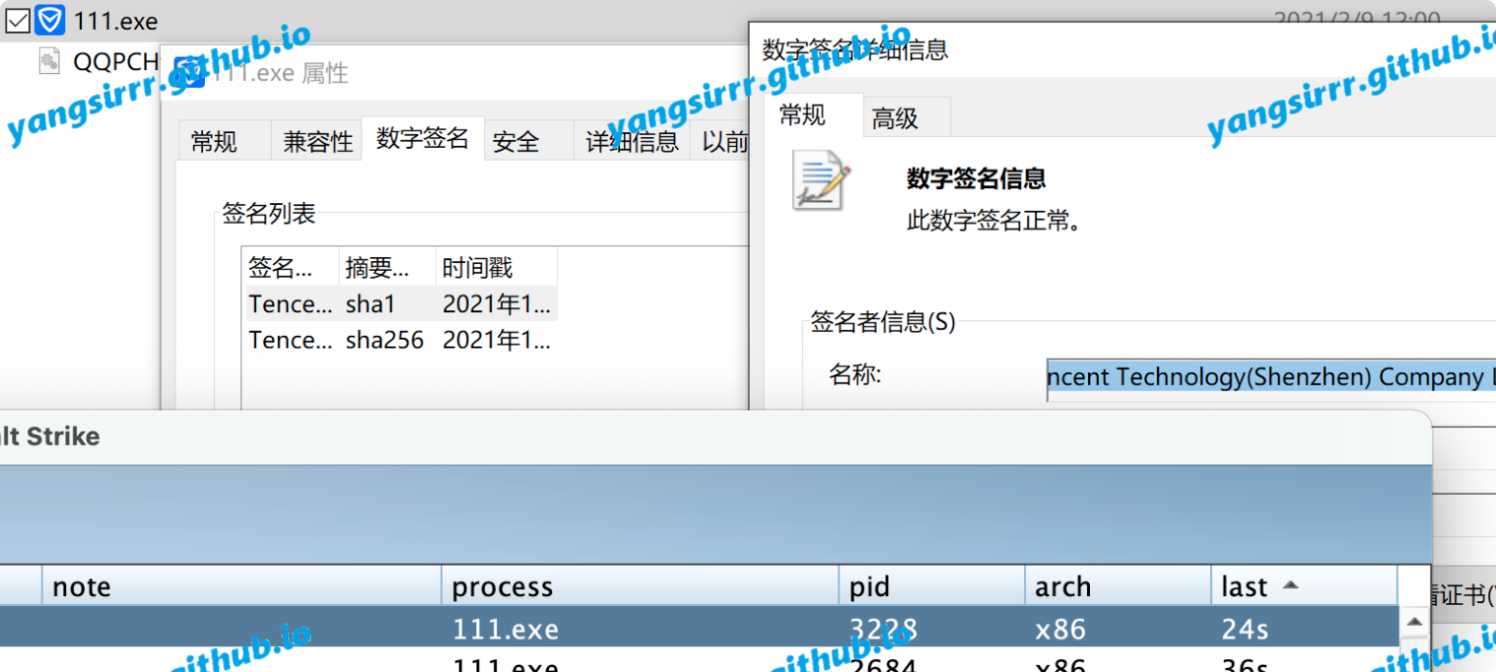 111.exe
2021/2/9 12:00
QQPCH
111.exe 属性
数字签名详细信息
常规
兼容性
数字签名
安全
详细信息
以前
常规
高级
数字签名信息
此数字签名正常。
签名列表
签名...
摘要...
时间戳
Tence...
sha1
2021年1...
Tence...
sha256
2021年1...
签名者信息(S)
名称:
ncent Technology(Shenzhen) Company L
lt Strike
note
process
pid
arch
last
111.exe
3228
x86
24s
111.exe
2684
x86
36s
看证书(
yangsirrr.github.io
yangsirrr.github.io
yangsirrr.github.io
github.io
github.io
github.io